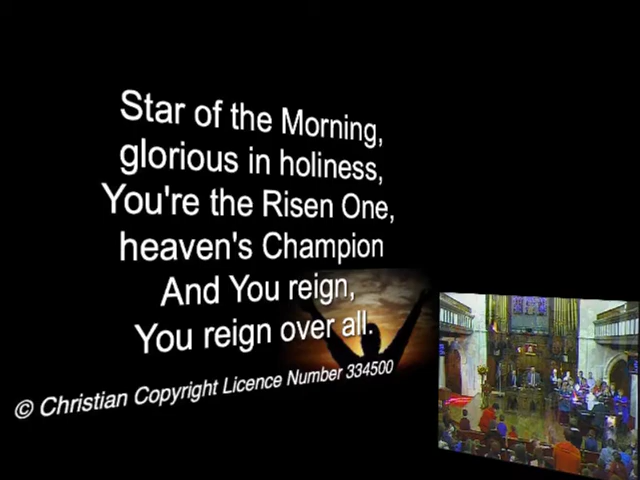 Star of the Morning,
glorious in holiness,
You're the Risen One,
heaven's Champion
And You reign,
You reign over all.
© Christian Copyright Licence Number 334500